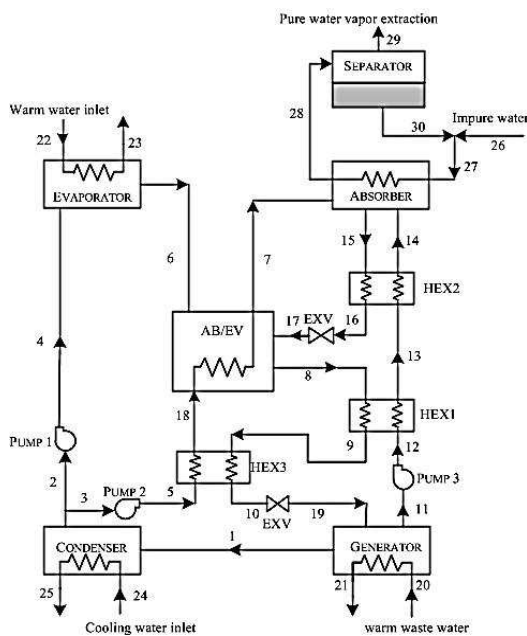 Pure water vapor extraction
29
SEPARATOR
Warm water inlet
28
Impure water
30
22
23
26
27
EVAPORATOR
ABSORBER
15
14
6
7
HEX2
EXV
17
16
AB/EV
4
13
8
18
HEX1
PUMP 1
9
12
HEX3
2
PUMP 3
3
PUMP 2
5
10
19
11
EXV
CONDENSER
1
GENERATOR
25
24
21
20
Cooling water inlet
warm waste water